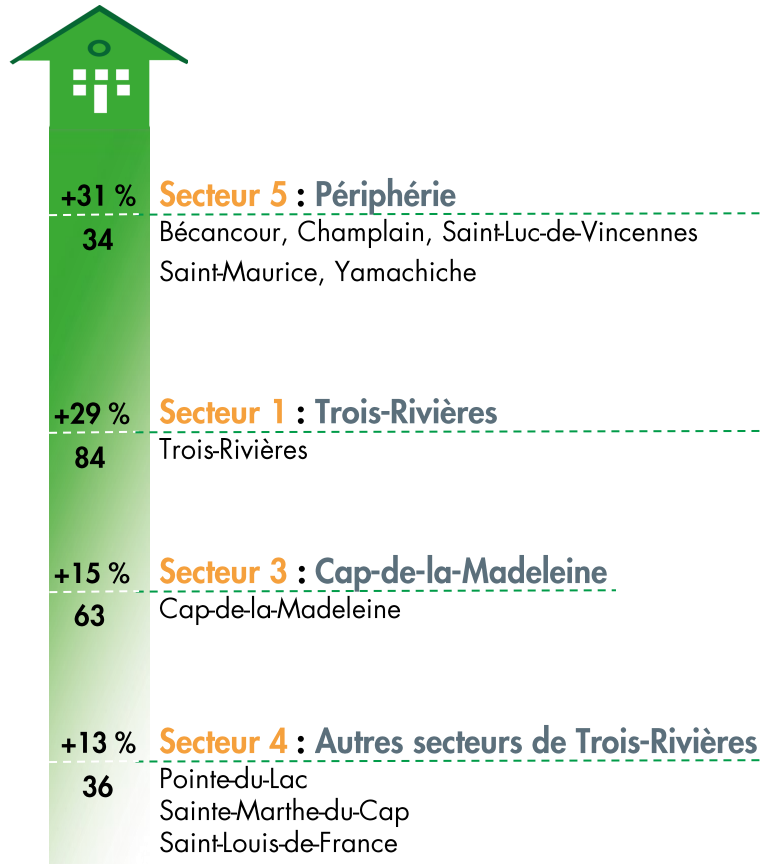 +31 % Secteur 5 : Périphérie
34 Bécancour, Champlain, Saint-Luc-de-Vincennes
Saint-Maurice, Yamachiche
+29 % Secteur 1 : Trois-Rivières
84 Trois-Rivières
+15 % Secteur 3 : Cap-de-la-Madeleine
63 Cap-de-la-Madeleine
+13 % Secteur 4 : Autres secteurs de Trois-Rivières
36 Pointe-du-Lac
Sainte-Marthe-du-Cap
Saint-Louis-de-France